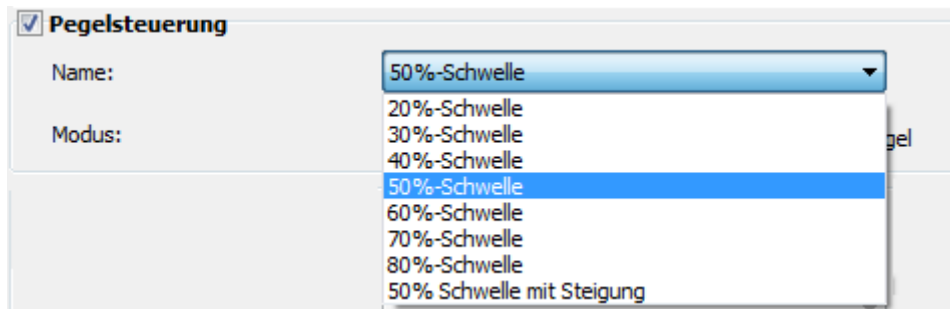 Pegelsteuerung
Name: 50%-Schwelle
20%-Schwelle
30%-Schwelle
Modus: gel
40%-Schwelle
50%-Schwelle
60%-Schwelle
70%-Schwelle
80%-Schwelle
50% Schwelle mit Steigung